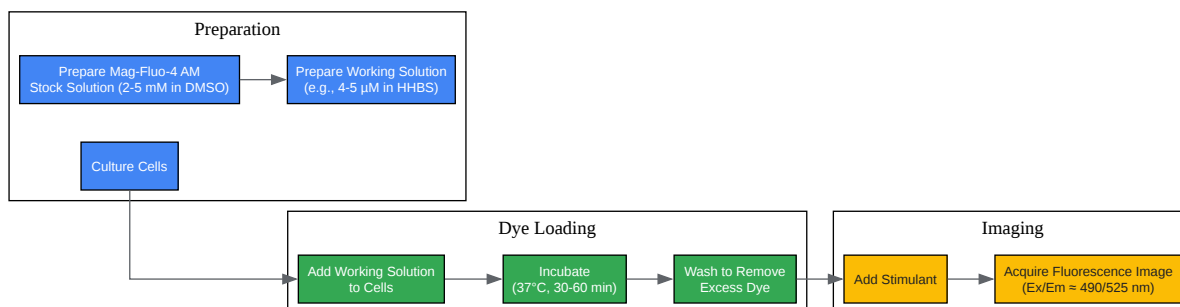 Preparation
Prepare Mag-Fluo-4 AM
Stock Solution (2-5 mM in DMSO)
Prepare Working Solution
(e.g., 4-5 µM in HHBS)
Culture Cells
Dye Loading
Add Working Solution
to Cells
Incubate
(37°C, 30-60 min)
Wash to Remove
Excess Dye
Imaging
Add Stimulant
Acquire Fluorescence Image
(Ex/Em ≈ 490/525 nm)